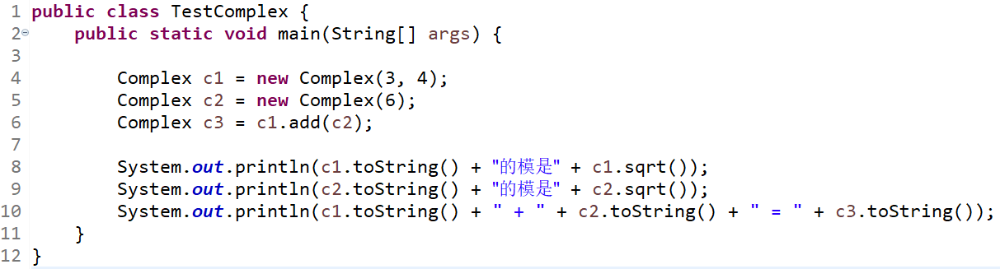 1 public class TestComplex {
2 public static void main(String[] args) {
3
4 Complex c1 = new Complex(3, 4);
5 Complex c2 = new Complex(6);
6 Complex c3 = c1.add(c2);
7
8 System.out.println(c1.toString() + "的模是" + c1.sqrt());
9 System.out.println(c2.toString() + "的模是" + c2.sqrt());
10 System.out.println(c1.toString() + " + " + c2.toString() + " = " + c3.toString());
11 }
12 }